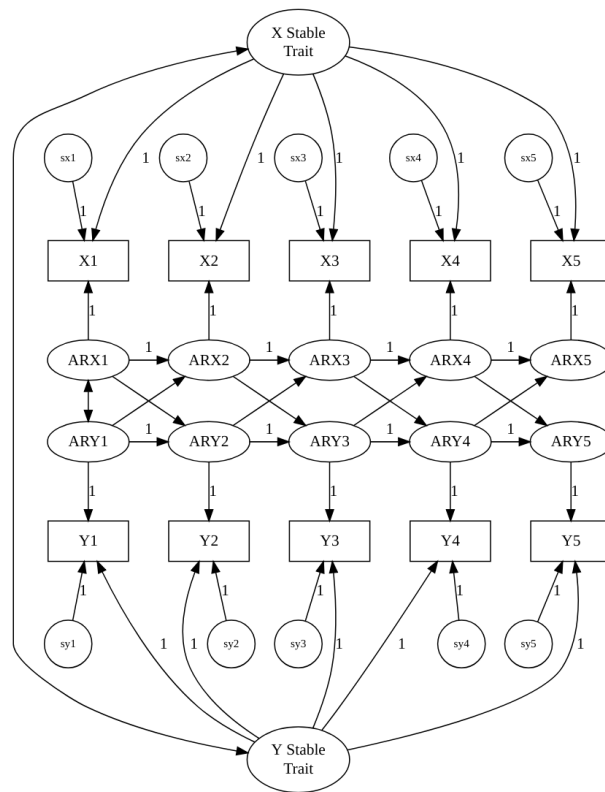 X Stable
Trait
sx1 1 sx2 1 sx3 1 sx4 1 sx5 1
1 1 1 1 1
X1 X2 X3 X4 X5
1 1 1 1 1
ARX1 1 ARX2 1 ARX3 1 ARX4 1 ARX5
ARY1 1 ARY2 1 ARY3 1 ARY4 1 ARY5
1 1 1 1 1
Y1 Y2 Y3 Y4 Y5
1 1 1 1 1
sy1 1 1 sy2 sy3 1 1 sy4 sy5 1
Y Stable
Trait